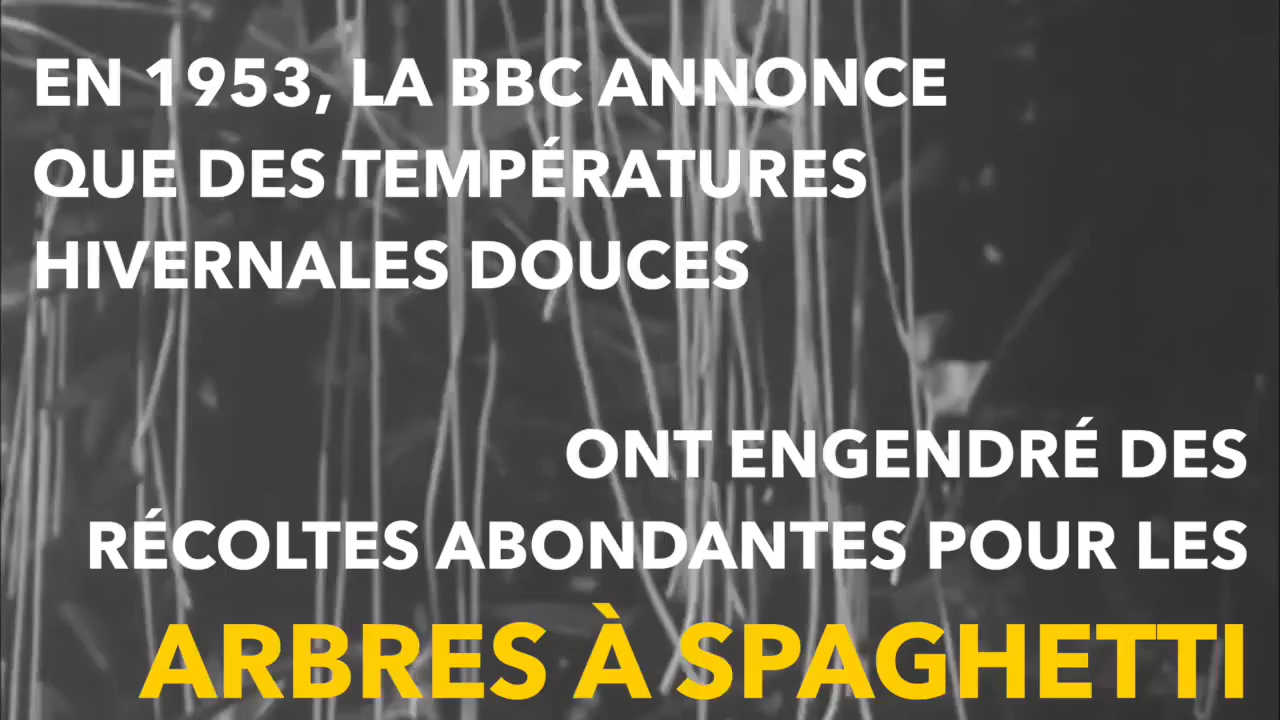 EN 1953, LA BBC ANNONCE
QUE DES TEMPÉRATURES
HIVERNALES DOUCES
ONT ENGENDRÉ DES
RÉCOLTES ABONDANTES POUR LES
ARBRES À SPAGHETTI